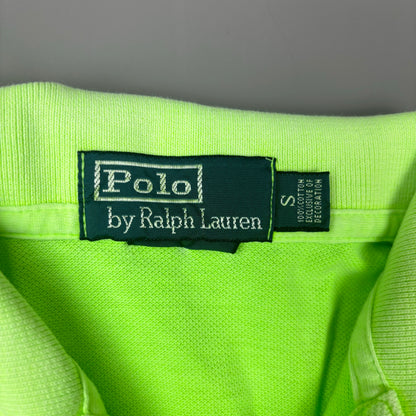 Polo
by Ralph Lauren
S
100% COTTON
EXCLUSIVE OF
DECORATION